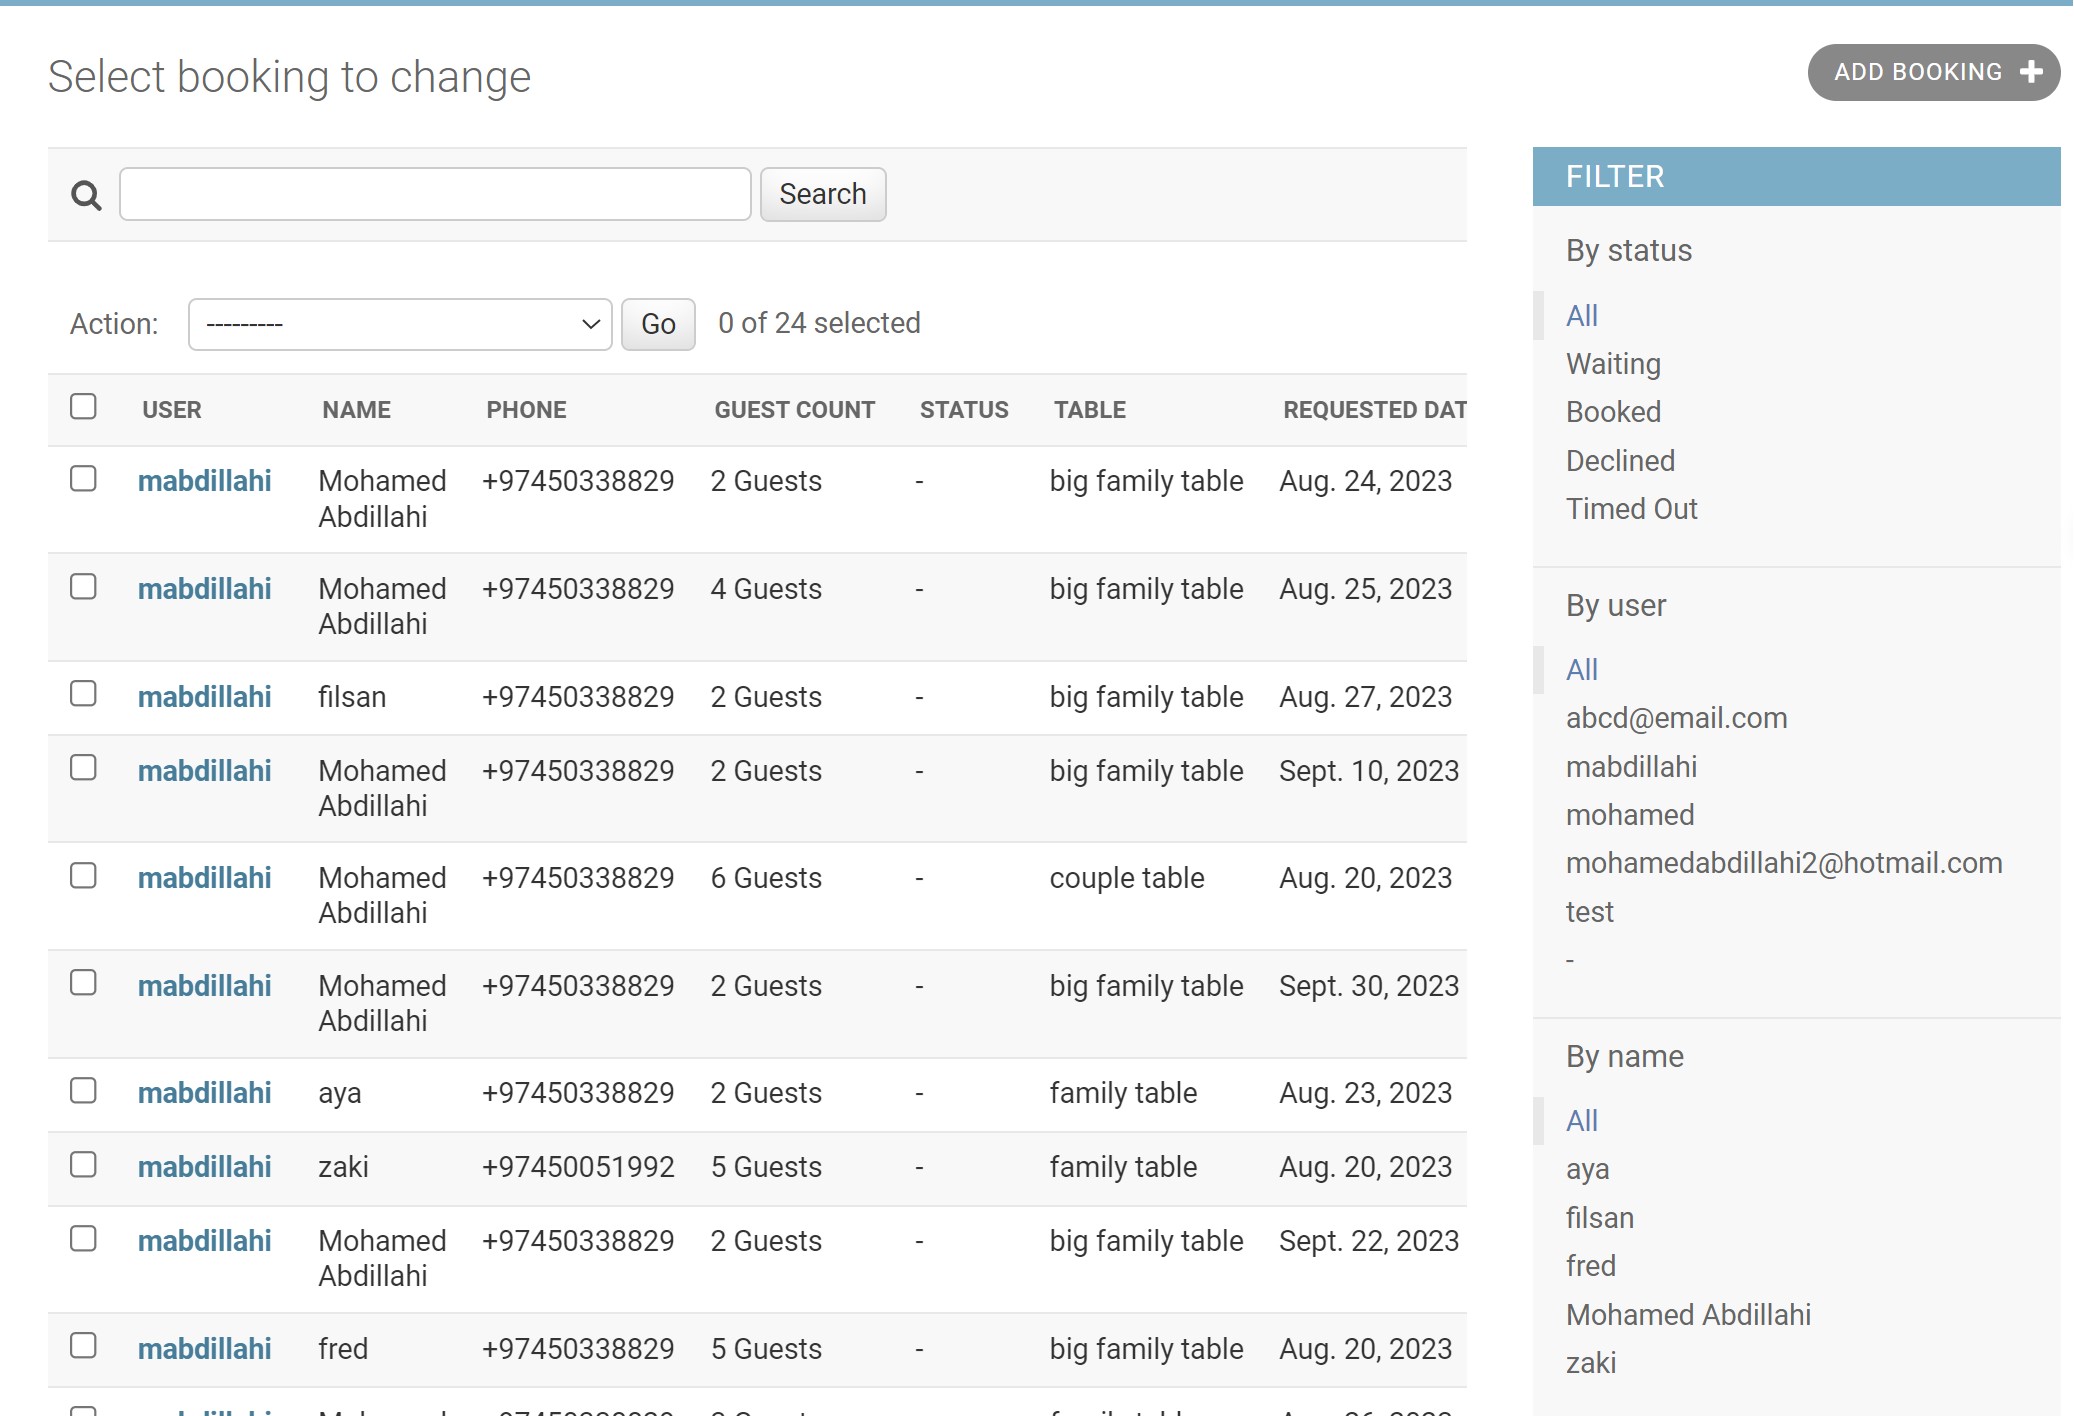 Select booking to change
ADD BOOKING
Search
Action: --------- Go 0 of 24 selected
USER NAME PHONE GUEST COUNT STATUS TABLE REQUESTED DAT
mabdillahi Mohamed Abdillahi +97450338829 2 Guests - big family table Aug. 24, 2023
mabdillahi Mohamed Abdillahi +97450338829 4 Guests - big family table Aug. 25, 2023
mabdillahi filsan +97450338829 2 Guests - big family table Aug. 27, 2023
mabdillahi Mohamed Abdillahi +97450338829 2 Guests - big family table Sept. 10, 2023
mabdillahi Mohamed Abdillahi +97450338829 6 Guests - couple table Aug. 20, 2023
mabdillahi Mohamed Abdillahi +97450338829 2 Guests - big family table Sept. 30, 2023
mabdillahi aya +97450338829 2 Guests - family table Aug. 23, 2023
mabdillahi zaki +97450051992 5 Guests - family table Aug. 20, 2023
mabdillahi Mohamed Abdillahi +97450338829 2 Guests - big family table Sept. 22, 2023
mabdillahi fred +97450338829 5 Guests - big family table Aug. 20, 2023
FILTER
By status
All
Waiting
Booked
Declined
Timed Out
By user
All
abcd@email.com
mabdillahi
mohamed
mohamedabdillahi2@hotmail.com
test
-
By name
All
aya
filsan
fred
Mohamed Abdillahi
zaki